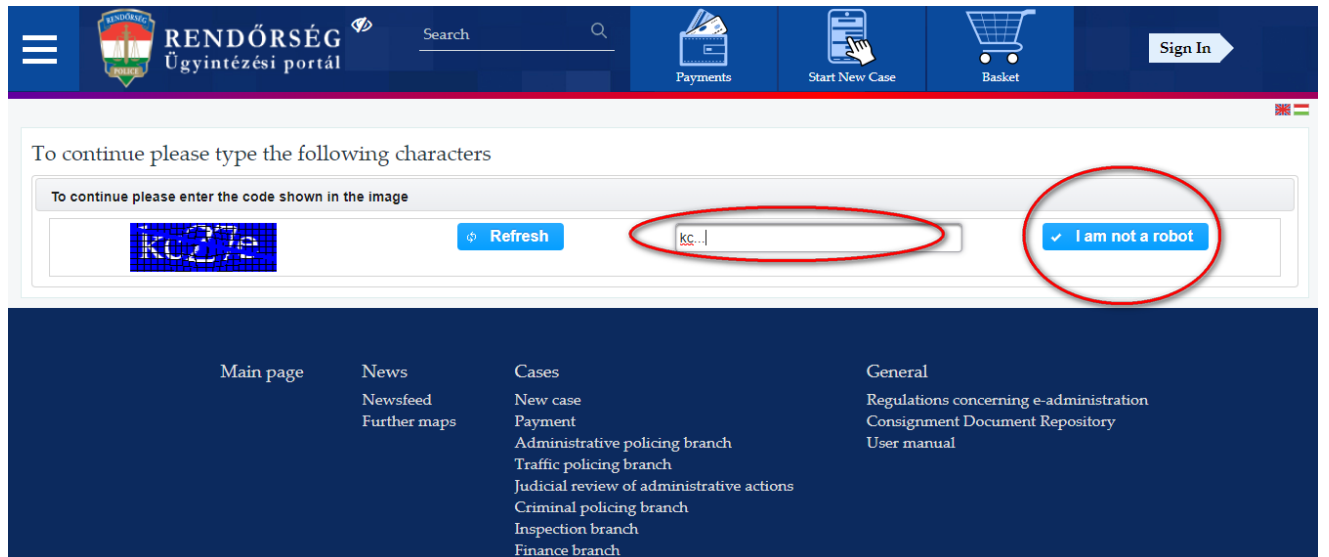 RENDŐRSÉG
POLICE
RENDŐRSÉG
Ügyintézési portál
Search
Payments
Start New Case
Basket
Sign In
To continue please type the following characters
To continue please enter the code shown in the image
Refresh
kc...
I am not a robot
Main page
News
Newsfeed
Further maps
Cases
New case
Payment
Administrative policing branch
Traffic policing branch
Judicial review of administrative actions
Criminal policing branch
Inspection branch
Finance branch
General
Regulations concerning e-administration
Consignment Document Repository
User manual